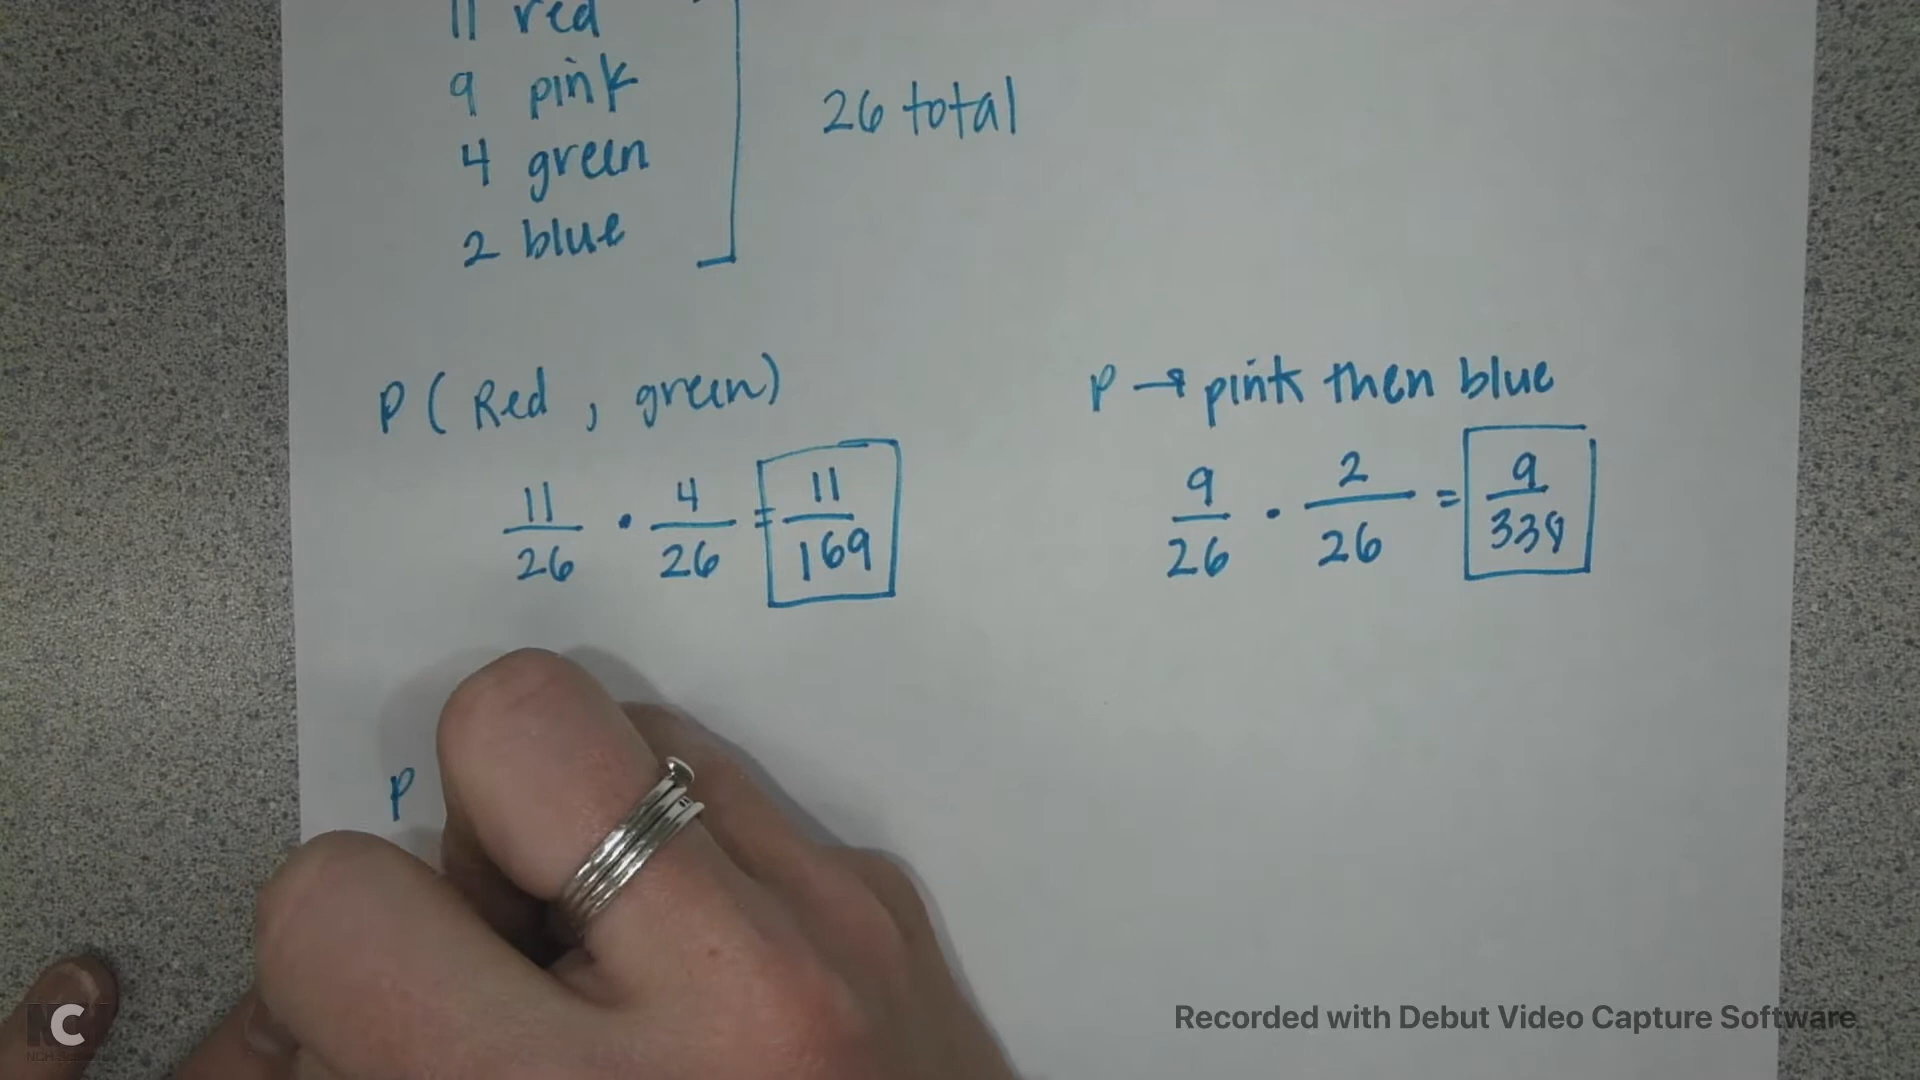 11 red
9 pink
4 green
2 blue
26 total
P ( Red , green)
11/26 · 4/26 = 11/169
P → pink then blue
9/26 · 2/26 = 9/338
P
Recorded with Debut Video Capture Software